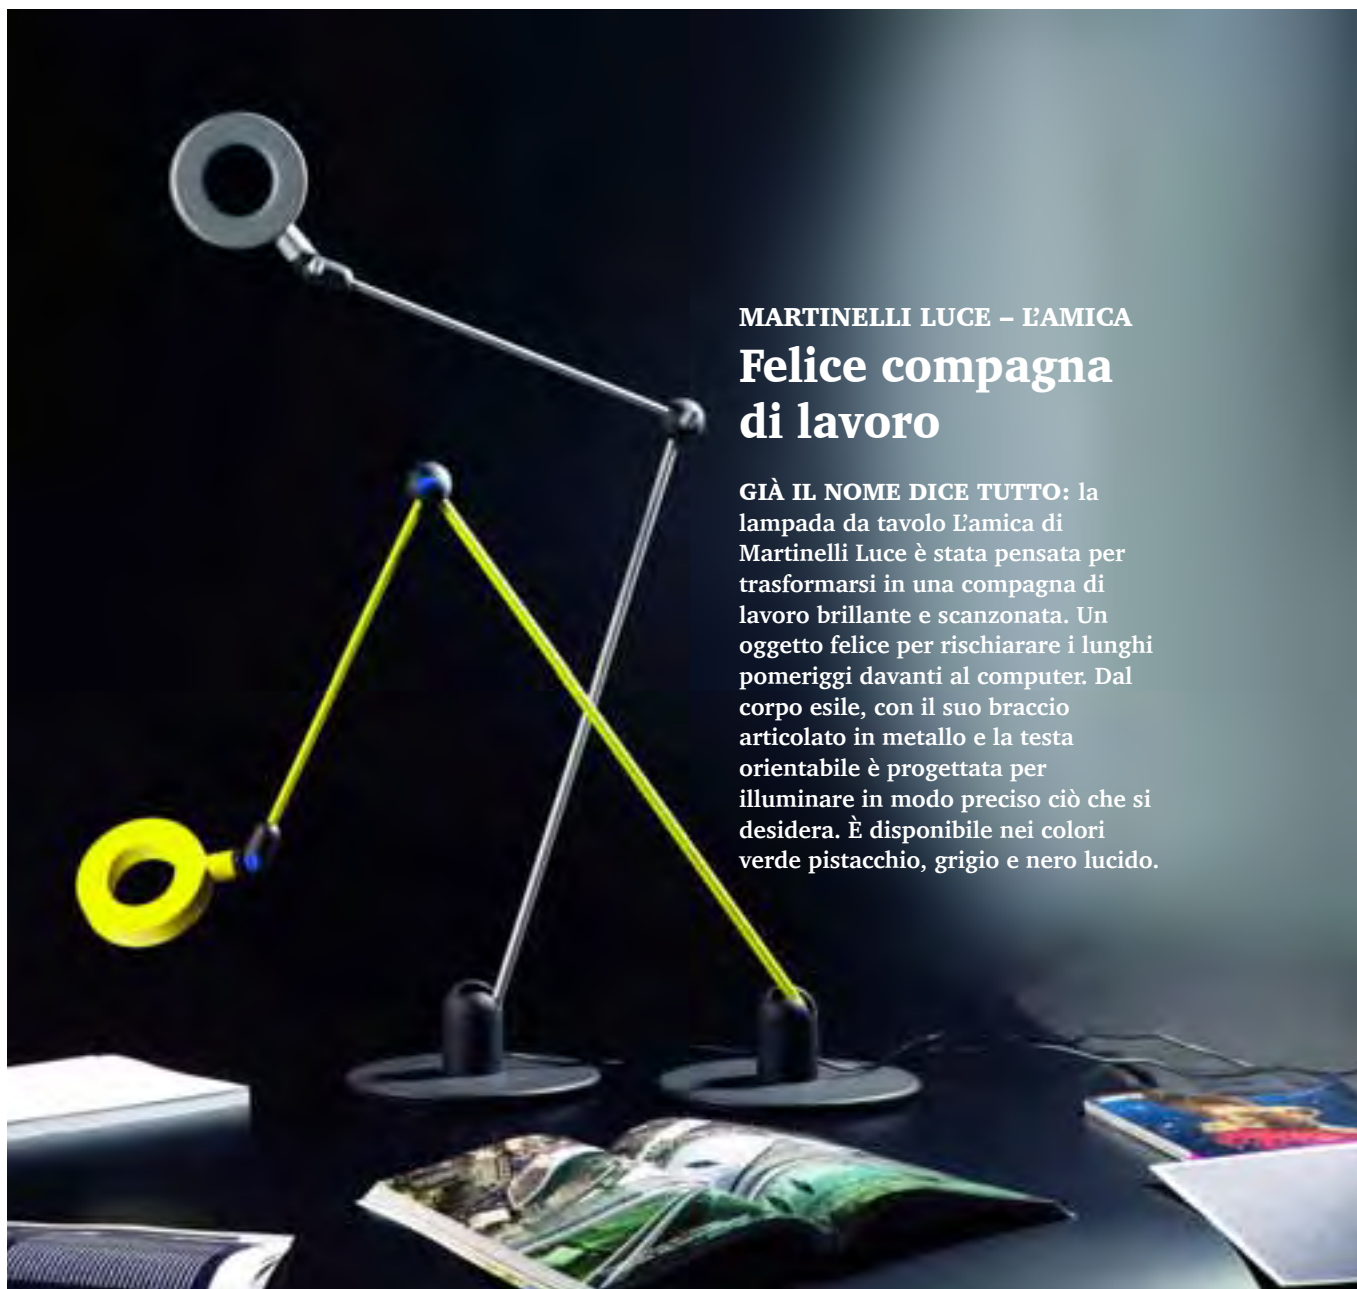 MARTINELLI LUCE – L'AMICA
Felice compagna
di lavoro
GIÀ IL NOME DICE TUTTO: la
lampada da tavolo L'amica di
Martinelli Luce è stata pensata per
trasformarsi in una compagna di
lavoro brillante e scanzonata. Un
oggetto felice per rischiarare i lunghi
pomeriggi davanti al computer. Dal
corpo esile, con il suo braccio
articolato in metallo e la testa
orientabile è progettata per
illuminare in modo preciso ciò che si
desidera. È disponibile nei colori
verde pistacchio, grigio e nero lucido.